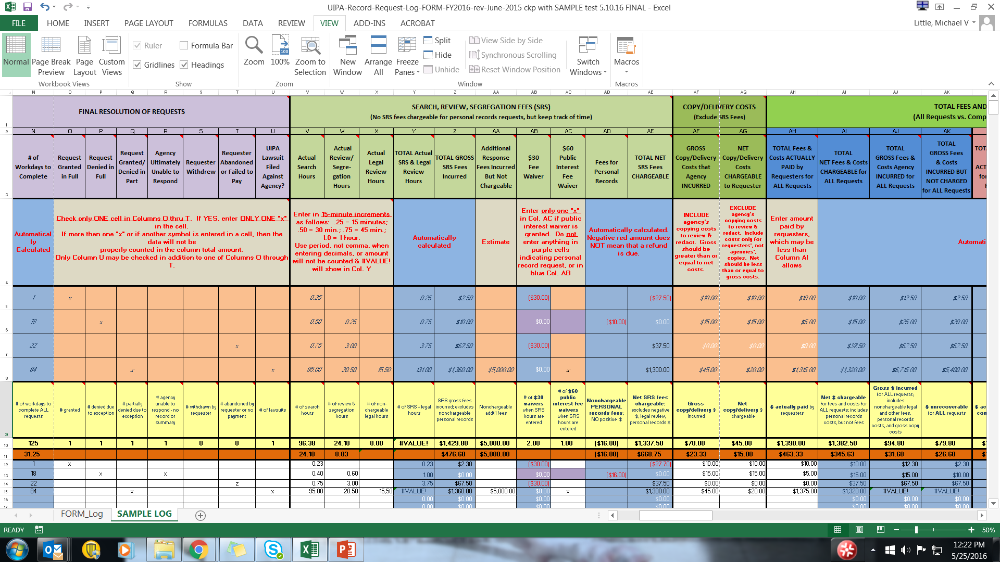 UIPA-Record-Request-Log-FORM-FY2016-rev-June-2015 ckp with SAMPLE test 5.10.16 FINAL - Excel
FILE HOME INSERT PAGE LAYOUT FORMULAS DATA REVIEW VIEW ADD-INS ACROBAT Little, Michael V
Normal
Page Break
Preview
Page
Layout
Custom
Views
Workbook Views
Ruler
Formula Bar
Gridlines
Headings
Show
Zoom
100%
Zoom to
Selection
Zoom
New
Window
Arrange
All
Freeze
Panes
Split
Hide
Unhide
View Side by Side
Synchronous Scrolling
Reset Window Position
Window
Switch
Windows
Macros
Macros
N O P Q R S T U V W X Y Z AA AB AC AD AE AF AG AH AI AJ AK
1
FINAL RESOLUTION OF REQUESTS
SEARCH, REVIEW, SEGREGATION FEES (SRS)
(No SRS fees chargeable for personal records requests, but keep track of time)
COPY/DELIVERY COSTS
(Exclude SRS Fees)
TOTAL FEES AND
(All Requests vs. Comp
2 N O P Q R S T U V W X Y Z AA AB AC AD AE AF AG AH AI AJ AK
3
# of
Workdays to
Complete
Request
Granted
in Full
Request
Denied in
Full
Request
Granted/
Denied in
Part
Agency
Ultimately
Unable to
Respond
Requester
Withdrew
Requester
Abandoned
or Failed to
Pay
UIPA
Lawsuit
Filed
Against
Agency?
Actual
Search
Hours
Actual
Review/
Segre-
gation
Hours
Actual
Legal
Review
Hours
TOTAL Actual
SRS & Legal
Review
Hours
TOTAL GROSS
SRS Fees
Incurred
Additional
Response
Fees Incurred
But Not
Chargeable
$30
Fee
Waiver
$60
Public
Interest
Fee
Waiver
Fees for
Personal
Records
TOTAL NET
SRS Fees
CHARGEABLE
GROSS
Copy/Delivery
Costs that
Agency
INCURRED
NET
Copy/Delivery
Costs
CHARGEABLE
to Requester
TOTAL Fees &
Costs ACTUALLY
PAID by
Requesters for
ALL Requests
TOTAL
NET Fees & Costs
CHARGEABLE for
ALL Requests
TOTAL
GROSS Fees &
Costs Agency
INCURRED for
ALL Requests
TOTAL
GROSS Fees
& Costs
INCURRED BUT
NOT CHARGED
for ALL Requests
TOT
ACT
for
4
Automatical
ly
Calculated
Check only ONE cell in Columns O thru T. If YES, enter ONLY ONE "x"
in the cell.
If more than one "x" or if another symbol is entered in a cell, then the
data will not be
properly counted in the column total amount.
Only Column U may be checked in addition to one of Columns O through
T.
Enter in 15-minute increments
as follows: .25 = 15 minutes;
.50 = 30 min.; .75 = 45 min.;
1.0 = 1 hour.
Use period, not comma, when
entering decimals, or amount
will not be counted & #VALUE!
will show in Col. Y
Automatically
calculated
Estimate
Enter only one "x"
in Col. AC if public
interest waiver is
granted. Do not
enter anything in
purple cells
indicating personal
record request, or in
blue Col. AB
Automatically calculated.
Negative red amount does
NOT mean that a refund
is due.
INCLUDE
agency's
copying costs
to review &
redact. Gross
should be
greater than or
equal to net
costs.
EXCLUDE
agency's
copying costs
to review &
redact. Include
costs only for
requesters', not
agencies',
copies. Net
should be less
than or equal to
gross costs.
Enter amount
paid by
requesters,
which may be
less than
Column AI
allows
Automati
5 1 x 0.25 0.25 $2.50 ($30.00) ($27.50) $10.00 $10.00 $10.00 $10.00 $12.50 $2.50
6 18 x 0.50 0.25 0.75 $10.00 $0.00 ($10.00) $0.00 $15.00 $15.00 $5.00 $15.00 $25.00 $20.00
7 22 x 0.75 3.00 3.75 $67.50 ($30.00) $37.50 $0.00 $0.00 $0.00 $37.50 $67.50 $67.50
8 84 x x 95.00 20.50 15.50 131.00 $1,360.00 $5,000.00 $0.00 x $1,300.00 $45.00 $20.00 $1,315.00 $1,320.00 $6,715.00 $5,400.00
9
# of workdays to
complete ALL
requests
# granted
# denied due
to exception
# partially
denied due to
exception
# agency
unable to
respond - no
record or
summary
# withdrawn by
requester
# abandoned by
requester or no
payment
# of lawsuits
# of search
hours
# of review &
segregation
hours
# of non-
chargeable
legal hours
# of SRS + legal
hours
SRS gross fees
incurred; excludes
nonchargeable
personal records
Nonchargeable
addt'l fees
# of $30
waivers
when SRS
hours are
entered
# of $60
public
interest fee
waivers
when SRS
hours are
entered
Nonchargeable
PERSONAL
records fees;
NO positive $
Net SRS fees
chargeable;
excludes negative
$, legal review,
personal records $
Gross
copy/delivery $
incurred
Net
copy/delivery $
chargeable
$ actually paid by
requesters
Net $ chargeable
for fees and costs for
ALL requests; includes
personal records
costs, but not fees
Gross $ incurred
for ALL requests;
includes
nonchargeable legal
and other fees,
personal records
costs, and gross copy
costs
$ unrecoverable
for ALL requests
$ ac
con
10 125 1 1 1 1 0 0 1 96.38 24.10 0.00 #VALUE! $1,429.80 $5,000.00 2.00 1.00 ($16.00) $1,337.50 $70.00 $45.00 $1,390.00 $1,382.50 $94.80 $79.80 $
11 31.25 24.10 8.03 $476.60 $5,000.00 ($16.00) $668.75 $23.33 $15.00 $463.33 $345.63 $31.60 $26.60 $
12 1 x 0.23 0.23 $2.30 ($30.00) ($27.70) $10.00 $10.00 $10.00 $10.00 $12.30 $2.30
13 18 x x 0.40 0.60 1.00 $0.00 $0.00 ($16.00) $0.00 $15.00 $15.00 $5.00 $15.00 $15.00 $10.00
14 22 z 0.75 3.00 3.75 $67.50 ($30.00) $37.50 $0.00 $0.00 $0.00 $37.50 $67.50 $67.50
15 84 x x 95.00 20.50 15,50 #VALUE! $1,360.00 $5,000.00 $0.00 x $1,300.00 $45.00 $20.00 $1,375.00 $1,320.00 #VALUE! #VALUE!
16 0.00 $0.00 $0.00 $0.00 $0.00 $0.00 $0.00
17 0.00 $0.00 $0.00 $0.00 $0.00 $0.00 $0.00
FORM_Log SAMPLE LOG
READY 50%
12:22 PM
5/25/2016